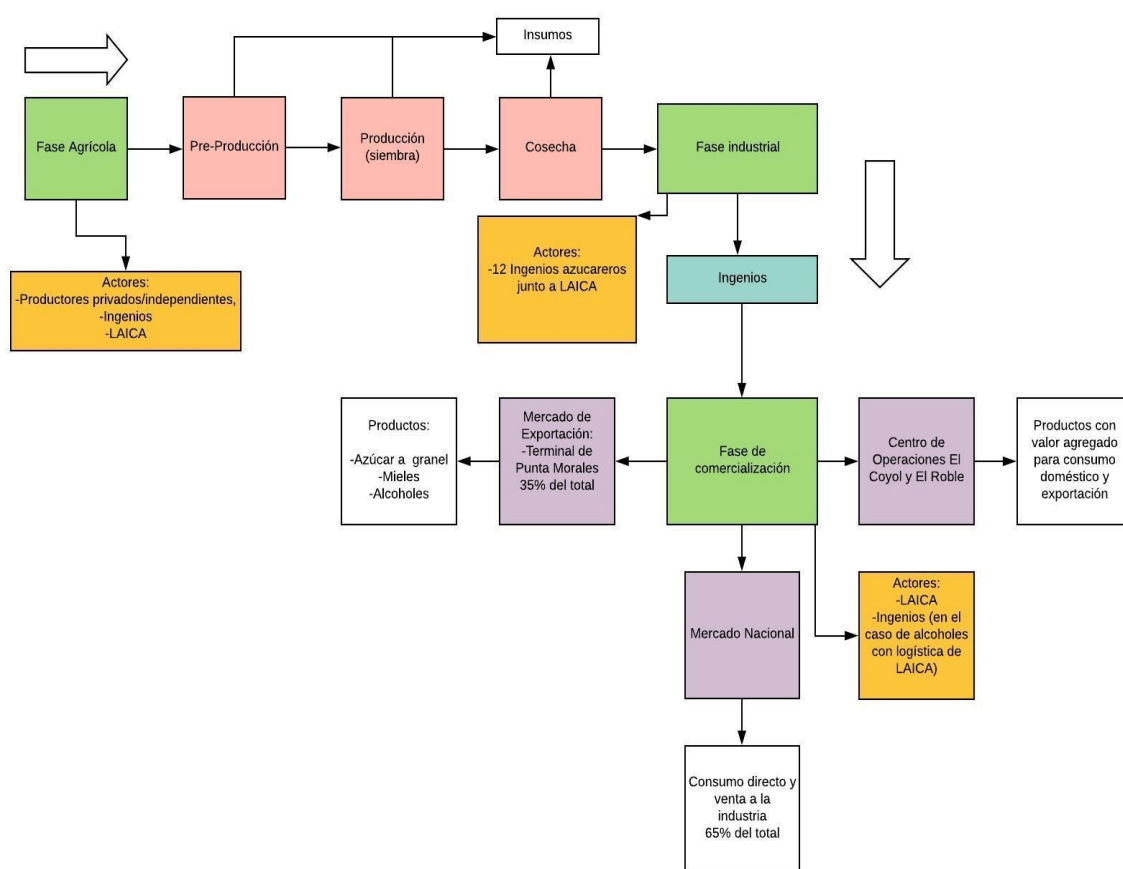 Insumos
Fase Agrícola
Pre-Producción
Producción
(siembra)
Cosecha
Fase industrial
Actores:
-Productores privados/independientes,
-Ingenios
-LAICA
Actores:
-12 Ingenios azucareros
junto a LAICA
Ingenios
Productos:
-Azúcar a granel
-Mieles
-Alcoholes
Mercado de
Exportación:
-Terminal de
Punta Morales
35% del total
Fase de
comercialización
Centro de
Operaciones El
Coyol y El Roble
Productos con
valor agregado
para consumo
doméstico y
exportación
Mercado Nacional
Actores:
-LAICA
-Ingenios (en el
caso de alcoholes
con logística de
LAICA)
Consumo directo y
venta a la
industria
65% del total